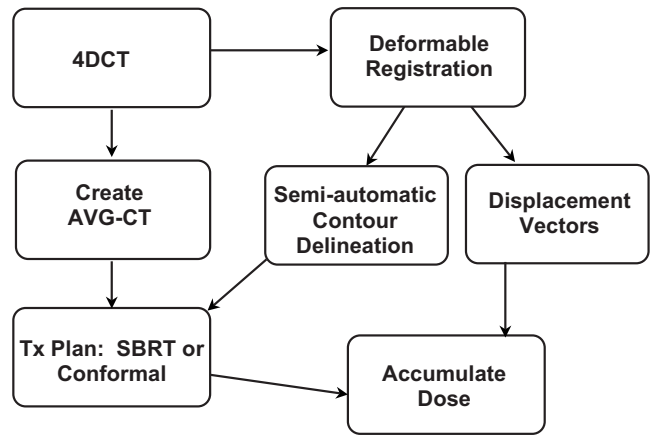 4DCT
Deformable
Registration
Create
AVG-CT
Semi-automatic
Contour
Delineation
Displacement
Vectors
Tx Plan: SBRT or
Conformal
Accumulate
Dose